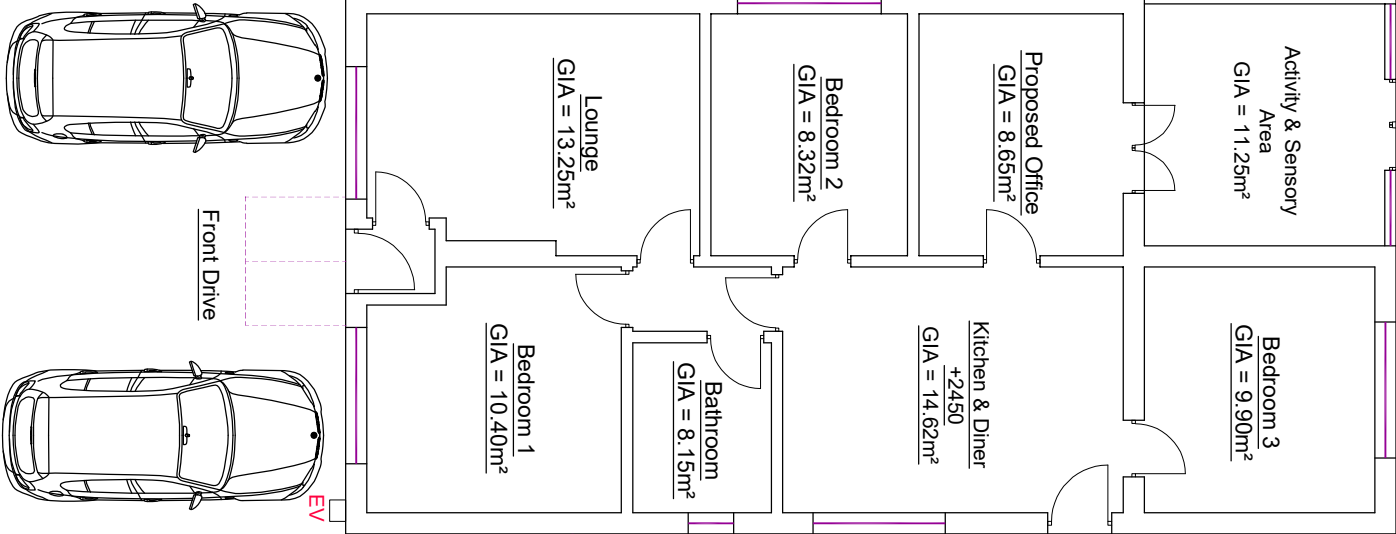 Activity & Sensory
Area
GIA = 11.25m²
Proposed Office
GIA = 8.65m²
Bedroom 2
GIA = 8.32m²
Lounge
GIA = 13.25m²
Front Drive
Bedroom 3
GIA = 9.90m²
Kitchen & Diner
+2450
GIA = 14.62m²
Bathroom
GIA = 8.15m²
Bedroom 1
GIA = 10.40m²
EV